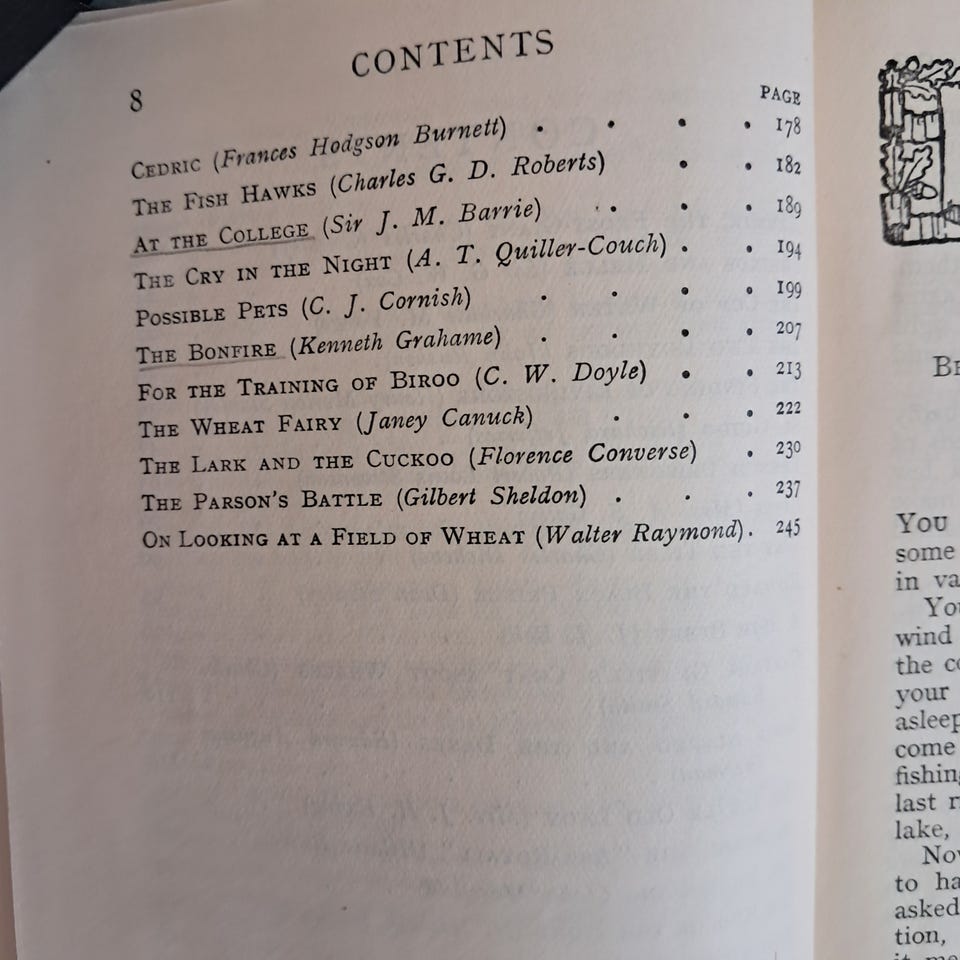 CONTENTS
8
PAGE
CEDRIC (Frances Hodgson Burnett) . . . . 178
THE FISH HAWKS (Charles G. D. Roberts) . . 182
AT THE COLLEGE (Sir J. M. Barrie) . . . 189
THE CRY IN THE NIGHT (A. T. Quiller-Couch) . . 194
POSSIBLE PETS (C. J. Cornish) . . . . 199
THE BONFIRE (Kenneth Grahame) . . . . 207
FOR THE TRAINING OF BIROO (C. W. Doyle) . . 213
THE WHEAT FAIRY (Janey Canuck) . . . 222
THE LARK AND THE CUCKOO (Florence Converse) . 230
THE PARSON'S BATTLE (Gilbert Sheldon) . . . 237
ON LOOKING AT A FIELD OF WHEAT (Walter Raymond) . 245
BE
YOU
some
in va
You
wind
the co
your
asleep
come
fishing
last r
lake,
Nov
to ha
asked
tion,